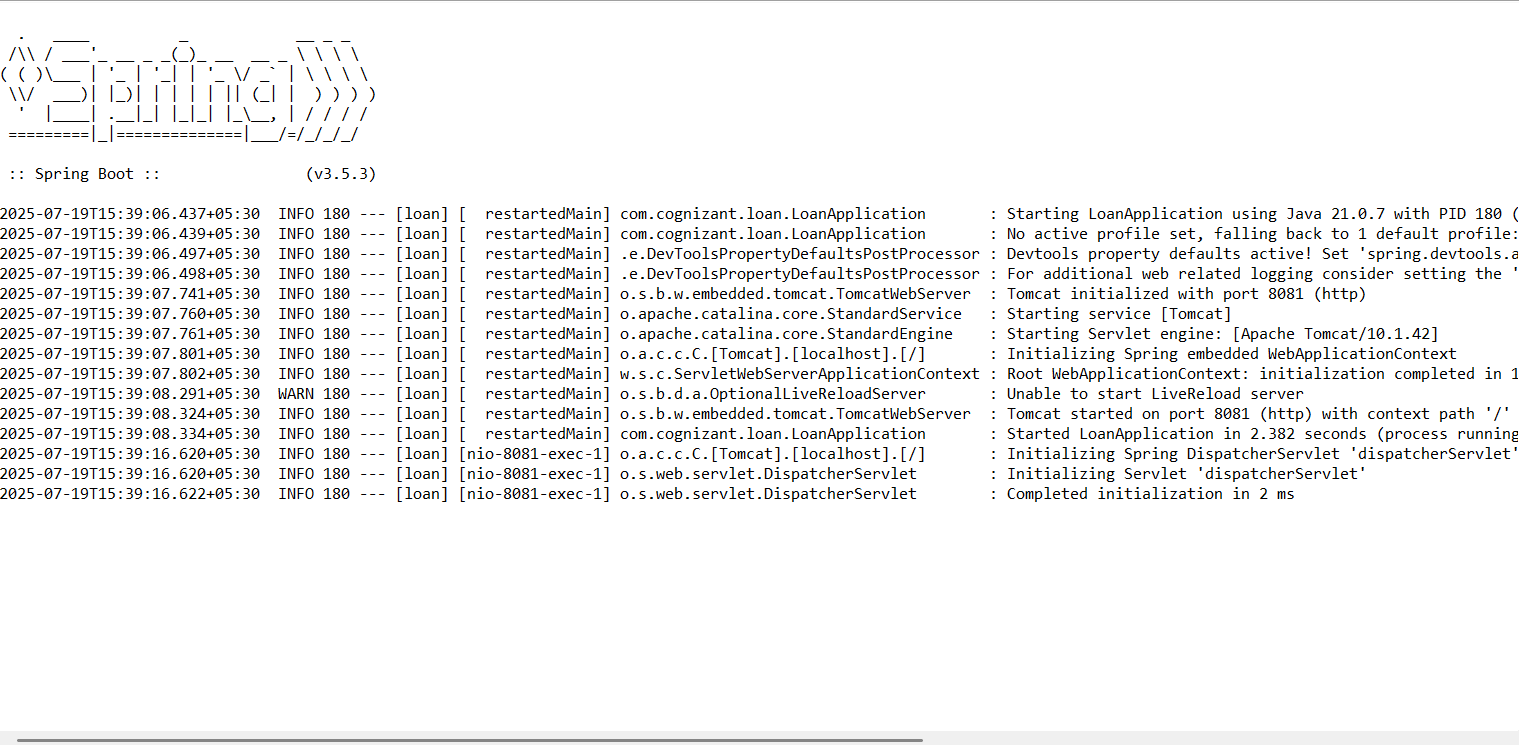 .   ____          _            __ _ _
 /\\ / ___'_ __ _ _(_)_ __  __ _ \ \ \ \
( ( )\___ | '_ | '_| | '_ \/ _` | \ \ \ \
 \\/  ___)| |_)| | | | | || (_| |  ) ) ) )
  '  |____| .__|_| |_|_| |_\__, | / / / /
 =========|_|==============|___/=/_/_/_/
 :: Spring Boot ::                (v3.5.3)
2025-07-19T15:39:06.437+05:30  INFO 180 --- [loan] [  restartedMain] com.cognizant.loan.LoanApplication       : Starting LoanApplication using Java 21.0.7 with PID 180 (
2025-07-19T15:39:06.439+05:30  INFO 180 --- [loan] [  restartedMain] com.cognizant.loan.LoanApplication       : No active profile set, falling back to 1 default profile:
2025-07-19T15:39:06.497+05:30  INFO 180 --- [loan] [  restartedMain] .e.DevToolsPropertyDefaultsPostProcessor : Devtools property defaults active! Set 'spring.devtools.a
2025-07-19T15:39:06.498+05:30  INFO 180 --- [loan] [  restartedMain] .e.DevToolsPropertyDefaultsPostProcessor : For additional web related logging consider setting the '
2025-07-19T15:39:07.741+05:30  INFO 180 --- [loan] [  restartedMain] o.s.b.w.embedded.tomcat.TomcatWebServer  : Tomcat initialized with port 8081 (http)
2025-07-19T15:39:07.760+05:30  INFO 180 --- [loan] [  restartedMain] o.apache.catalina.core.StandardService   : Starting service [Tomcat]
2025-07-19T15:39:07.761+05:30  INFO 180 --- [loan] [  restartedMain] o.apache.catalina.core.StandardEngine    : Starting Servlet engine: [Apache Tomcat/10.1.42]
2025-07-19T15:39:07.801+05:30  INFO 180 --- [loan] [  restartedMain] o.a.c.c.C.[Tomcat].[localhost].[/]       : Initializing Spring embedded WebApplicationContext
2025-07-19T15:39:07.802+05:30  INFO 180 --- [loan] [  restartedMain] w.s.c.ServletWebServerApplicationContext : Root WebApplicationContext: initialization completed in 1
2025-07-19T15:39:08.291+05:30  WARN 180 --- [loan] [  restartedMain] o.s.b.d.a.OptionalLiveReloadServer       : Unable to start LiveReload server
2025-07-19T15:39:08.324+05:30  INFO 180 --- [loan] [  restartedMain] o.s.b.w.embedded.tomcat.TomcatWebServer  : Tomcat started on port 8081 (http) with context path '/'
2025-07-19T15:39:08.334+05:30  INFO 180 --- [loan] [  restartedMain] com.cognizant.loan.LoanApplication       : Started LoanApplication in 2.382 seconds (process running
2025-07-19T15:39:16.620+05:30  INFO 180 --- [loan] [nio-8081-exec-1] o.a.c.c.C.[Tomcat].[localhost].[/]       : Initializing Spring DispatcherServlet 'dispatcherServlet'
2025-07-19T15:39:16.620+05:30  INFO 180 --- [loan] [nio-8081-exec-1] o.s.web.servlet.DispatcherServlet        : Initializing Servlet 'dispatcherServlet'
2025-07-19T15:39:16.622+05:30  INFO 180 --- [loan] [nio-8081-exec-1] o.s.web.servlet.DispatcherServlet        : Completed initialization in 2 ms